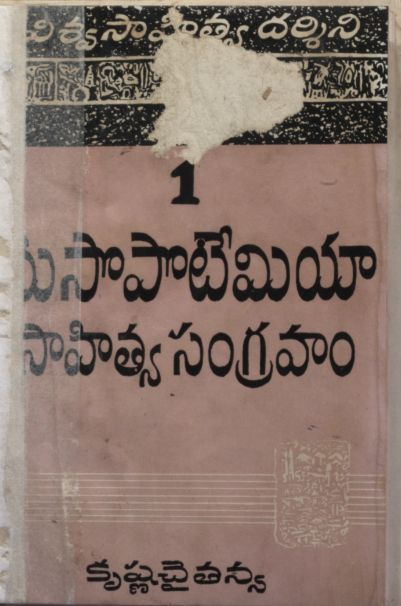 విశ్వసాహిత్య దర్శిని
1
మెసొపొటేమియా
సాహిత్య సంగ్రహం
కృష్ణచైతన్య